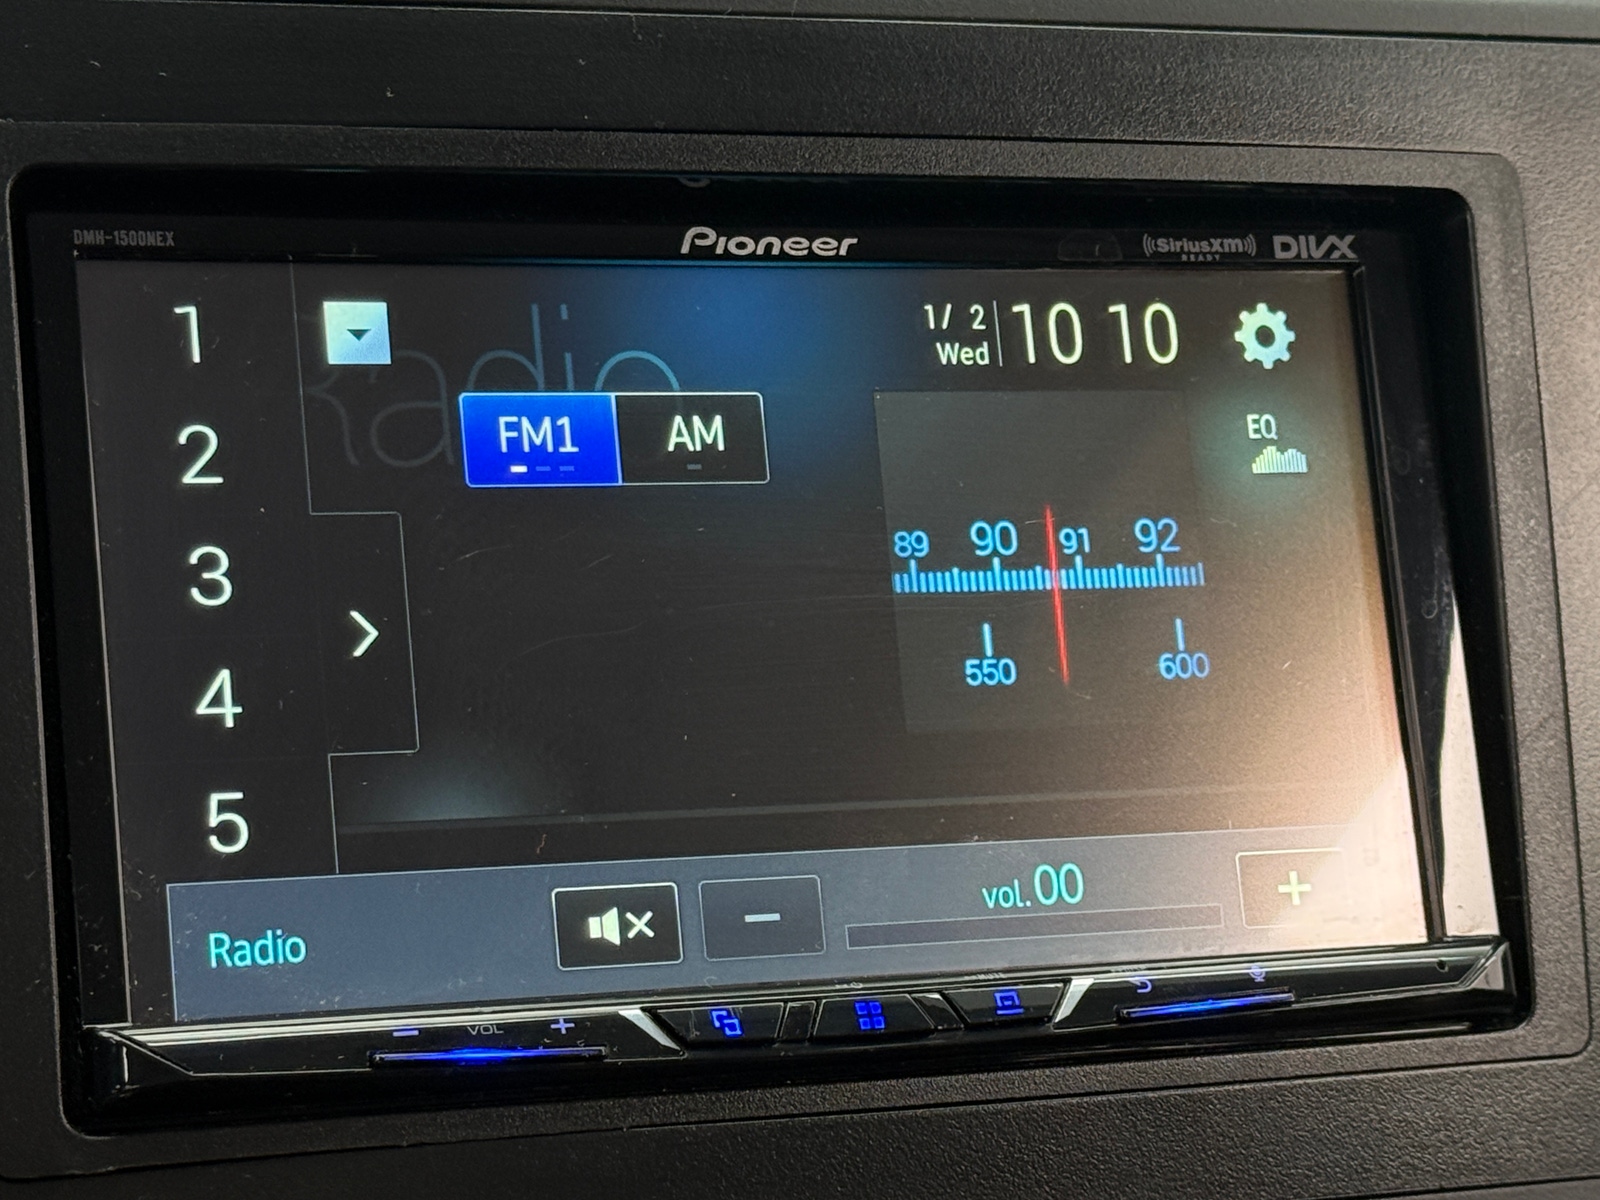 DMH-1500NEX
Pioneer
((SiriusXM))
READY
DIVX
1
2
3
4
5
Radio
1/ 2
Wed
10 10
FM1
AM
EQ
89 90 91 92
550 600
Radio
vol.00
+
− VOL +